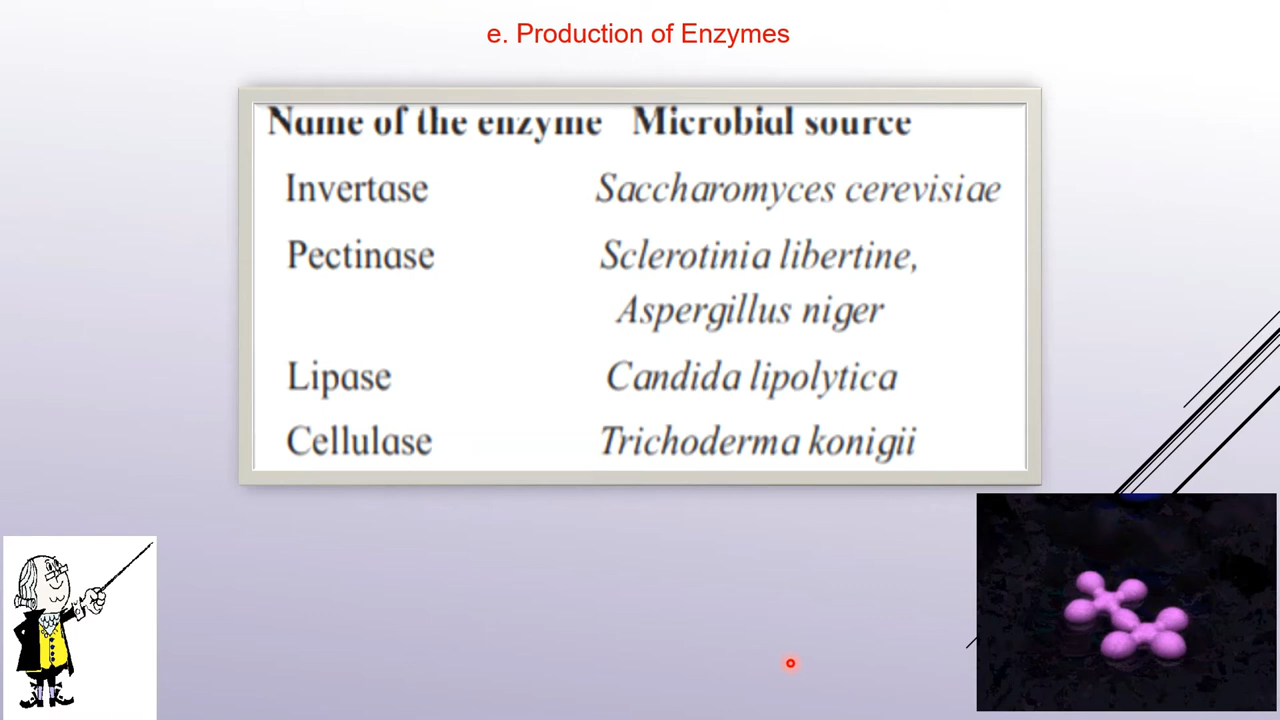 e. Production of Enzymes
Name of the enzyme Microbial source
Invertase Saccharomyces cerevisiae
Pectinase Sclerotinia libertine,
Aspergillus niger
Lipase Candida lipolytica
Cellulase Trichoderma konigii